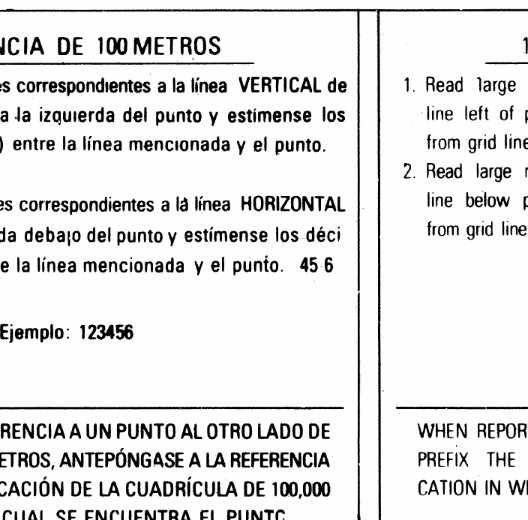 NCIA DE 100 METROS
es correspondientes a la línea VERTICAL de
a la izquierda del punto y estímense los
) entre la línea mencionada y el punto.
es correspondientes a la línea HORIZONTAL
da debajo del punto y estímense los déci
e la línea mencionada y el punto. 45 6
Ejemplo: 123456
RENCIA A UN PUNTO AL OTRO LADO DE
ETROS, ANTEPÓNGASE A LA REFERENCIA
CACIÓN DE LA CUADRÍCULA DE 100,000
CUAL SE ENCUENTRA EL PUNTO
1
1. Read large
line left of p
from grid line
2. Read large n
line below p
from grid line
WHEN REPOR
PREFIX THE
CATION IN WH